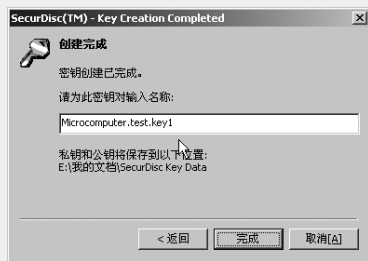 SecurDisc(TM) - Key Creation Completed
创建完成
密钥创建已完成。
请为此密钥对输入名称:
Microcomputer.test.key1
私钥和公钥将保存到以下位置:
E:\我的文档\SecurDisc Key Data
<返回 完成 取消[A]